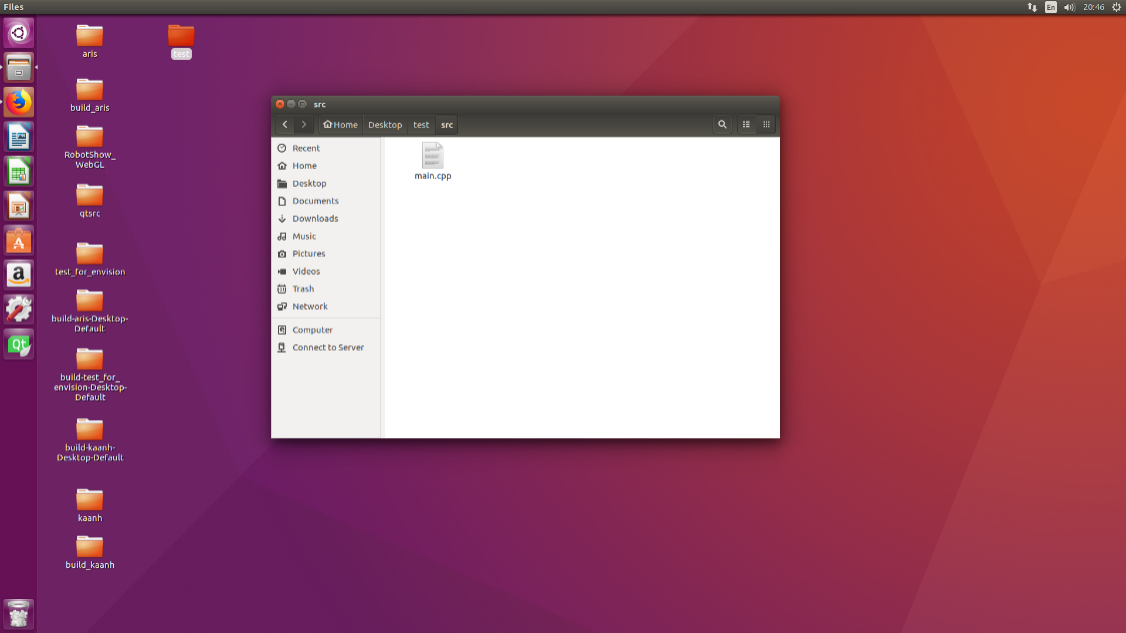 Files
En
20:46
aris
test
build_aris
RobotShow_
WebGL
qtsrc
test_for_envision
build-aris-Desktop-
Default
build-test_for_
envision-Desktop-
Default
build-kaanh-
Desktop-Default
kaanh
build_kaanh
a
Qt
src
Home
Desktop
test
src
Recent
Home
Desktop
Documents
Downloads
Music
Pictures
Videos
Trash
Network
Computer
Connect to Server
main.cpp